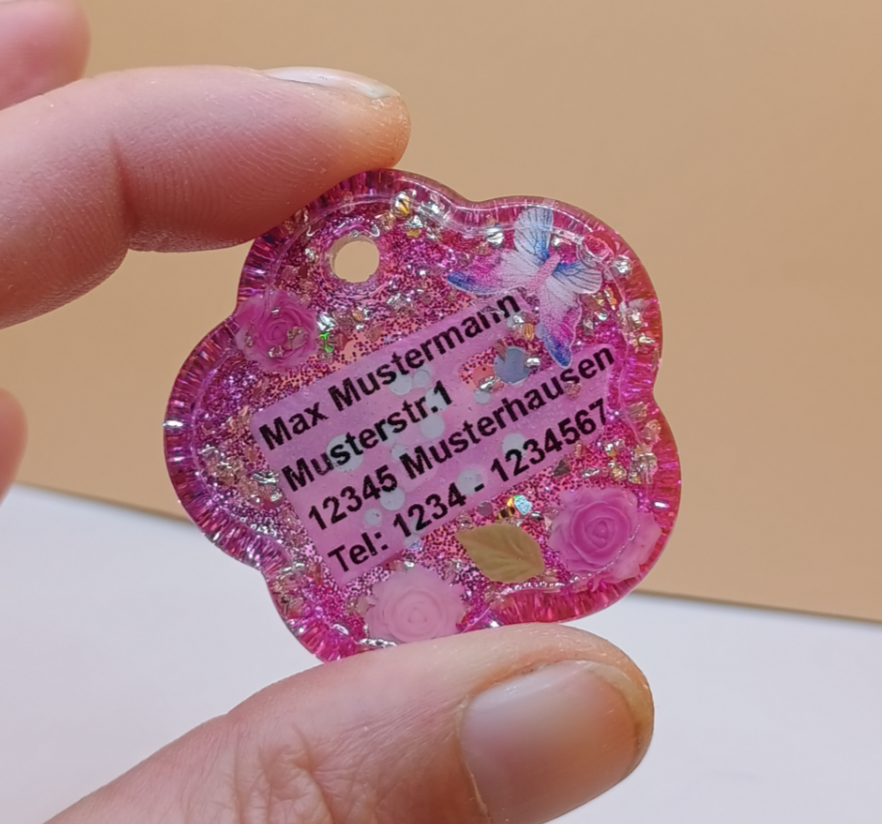 Max Mustermann
Musterstr.1
12345 Musterhausen
Tel: 1234 - 1234567